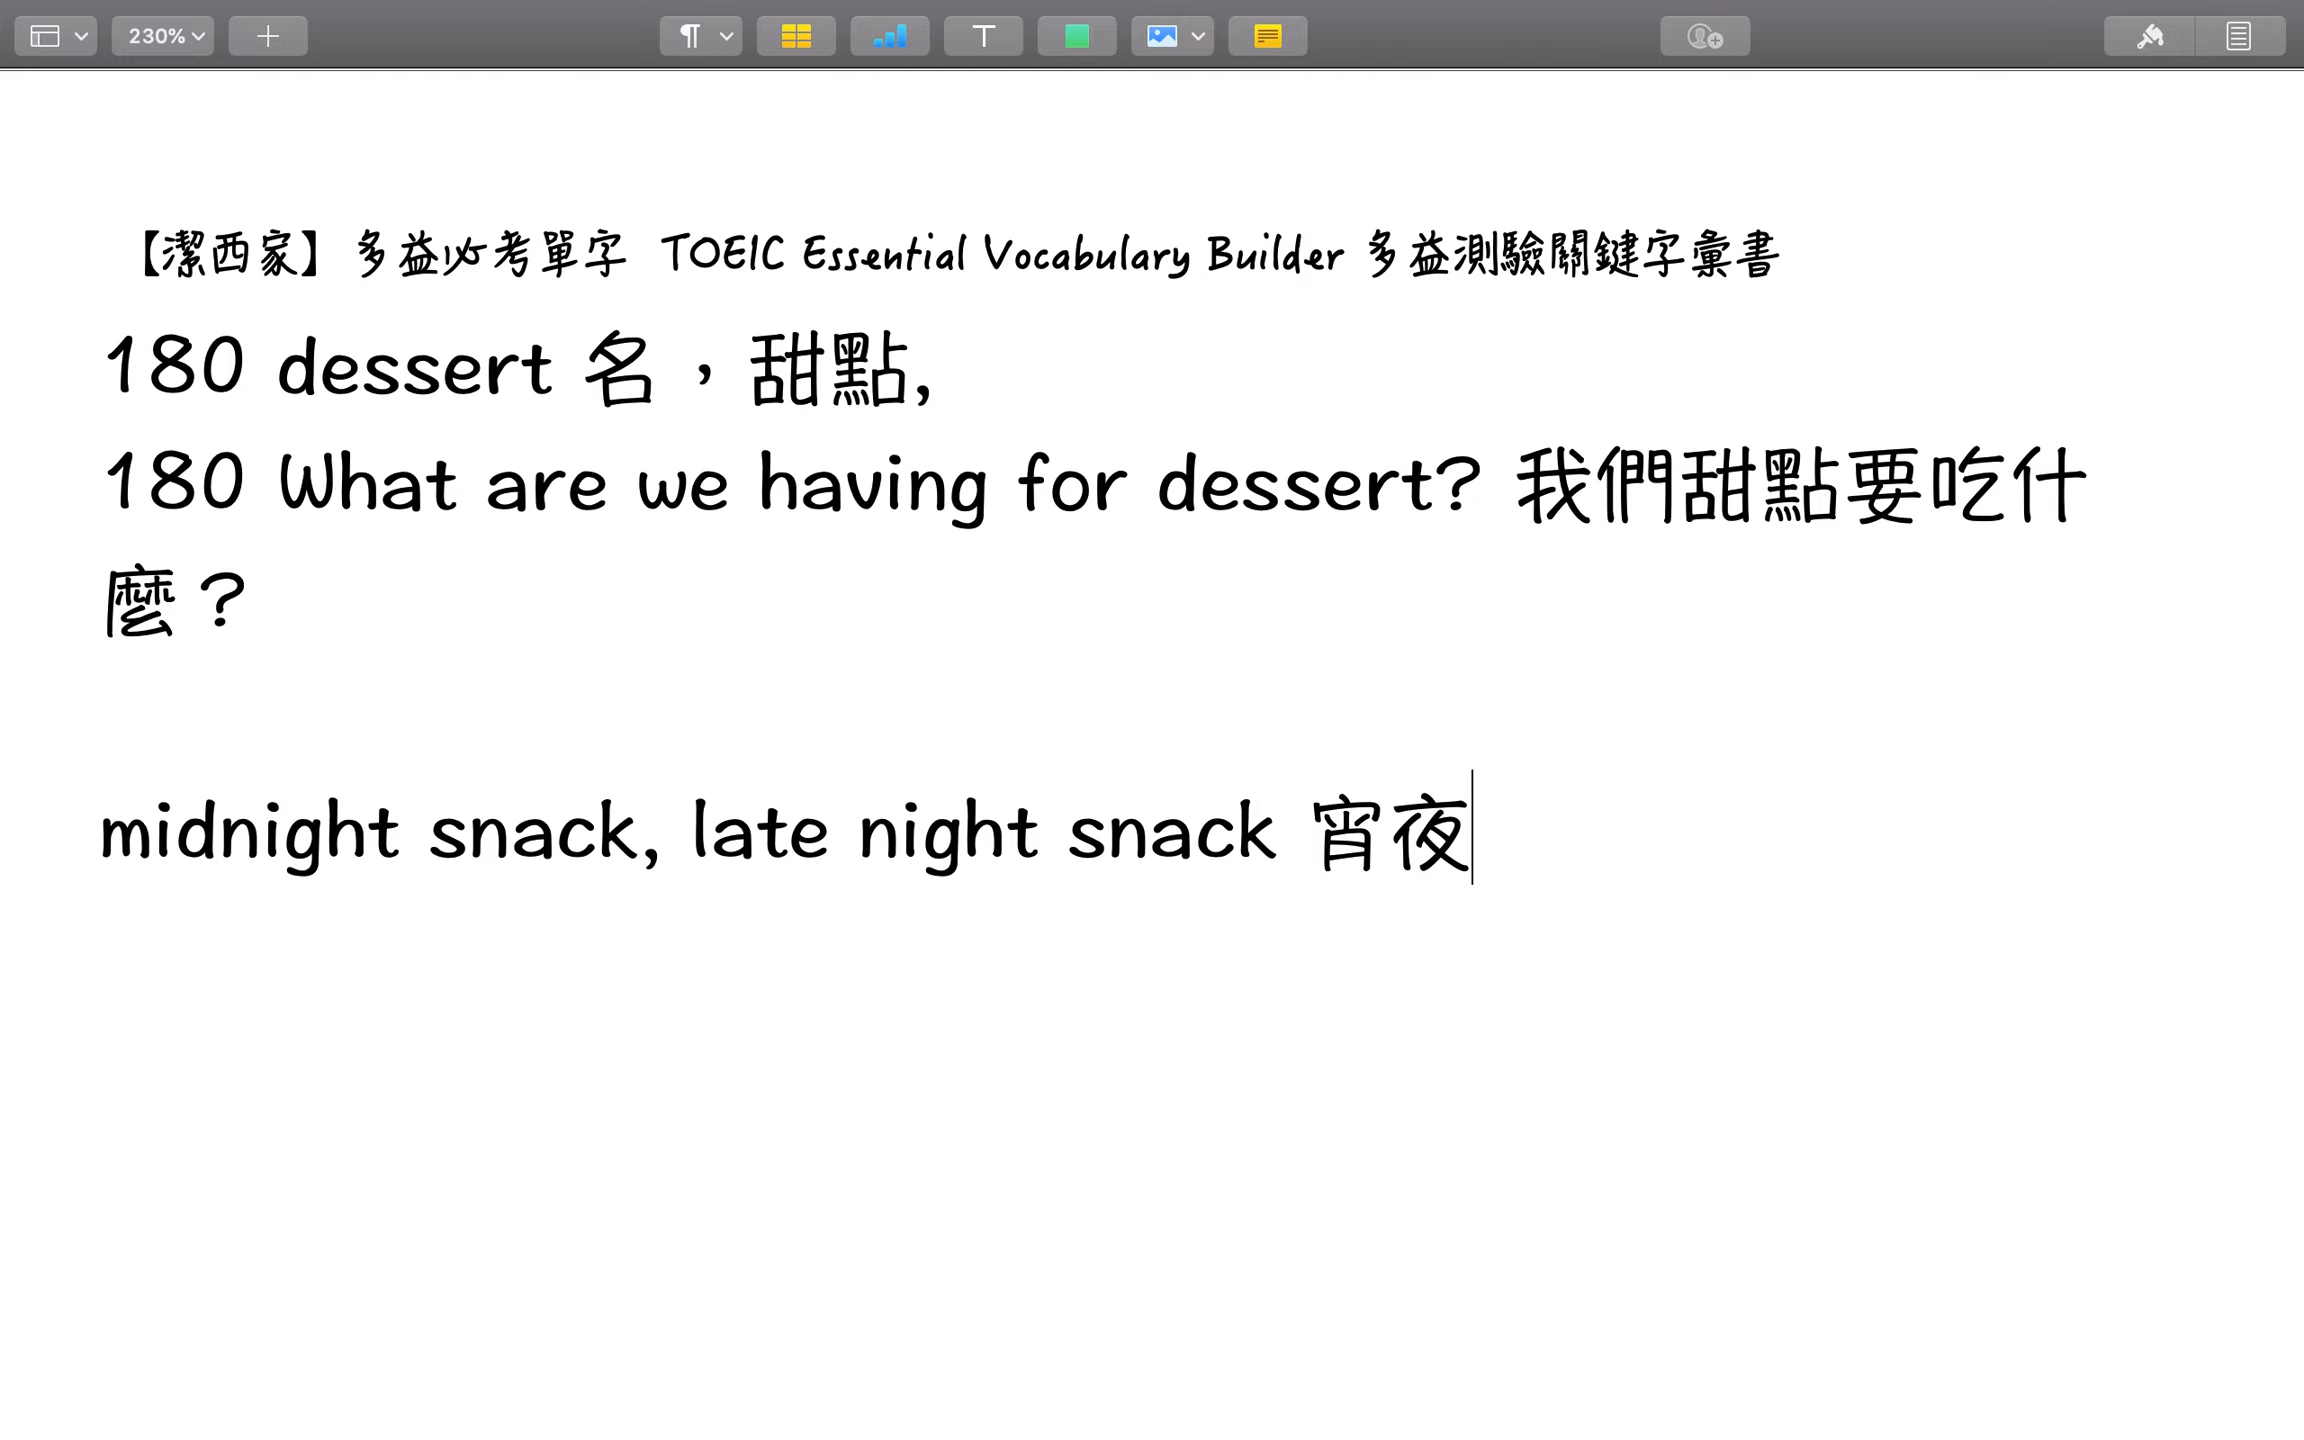 230%
【潔西家】多益必考單字 TOEIC Essential Vocabulary Builder 多益測驗關鍵字彙書
180 dessert 名，甜點,
180 What are we having for dessert? 我們甜點要吃什
麼？
midnight snack, late night snack 宵夜